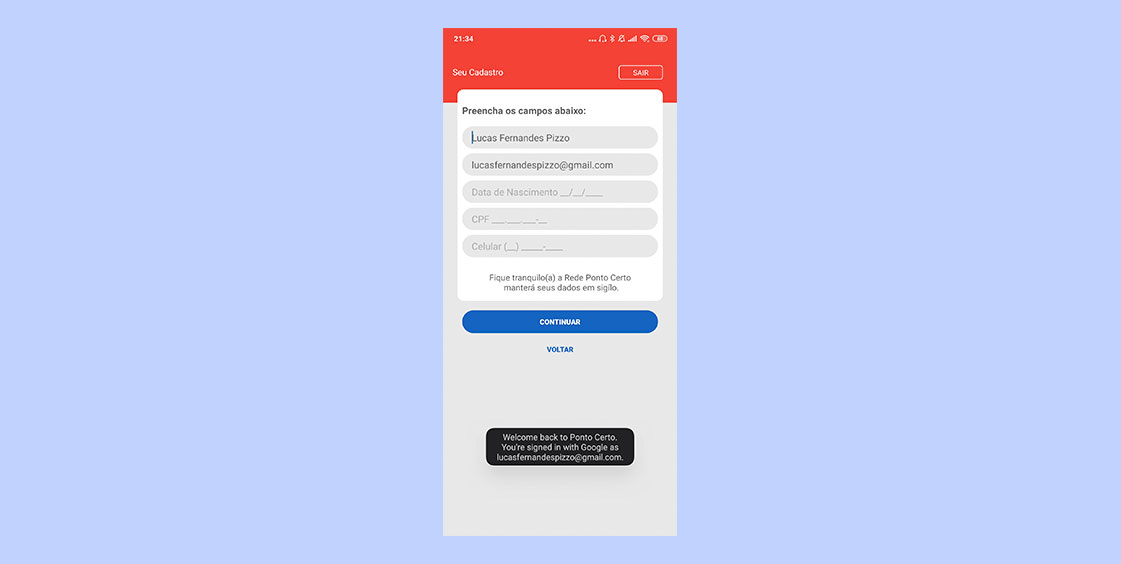 21:34
68
Seu Cadastro
SAIR
Preencha os campos abaixo:
Lucas Fernandes Pizzo
lucasfernandespizzo@gmail.com
Data de Nascimento __/__/____
CPF ___.___.___-__
Celular (__) _____-____
Fique tranquilo(a) a Rede Ponto Certo
manterá seus dados em sigilo.
CONTINUAR
VOLTAR
Welcome back to Ponto Certo.
You're signed in with Google as
lucasfernandespizzo@gmail.com.